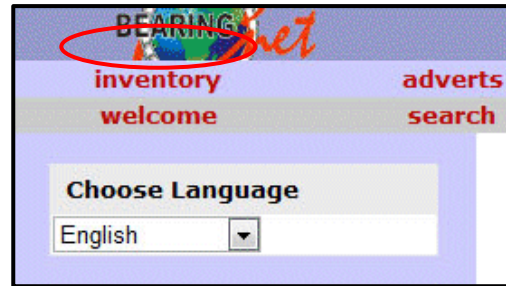 BEARING net
inventory adverts
welcome search
Choose Language
English